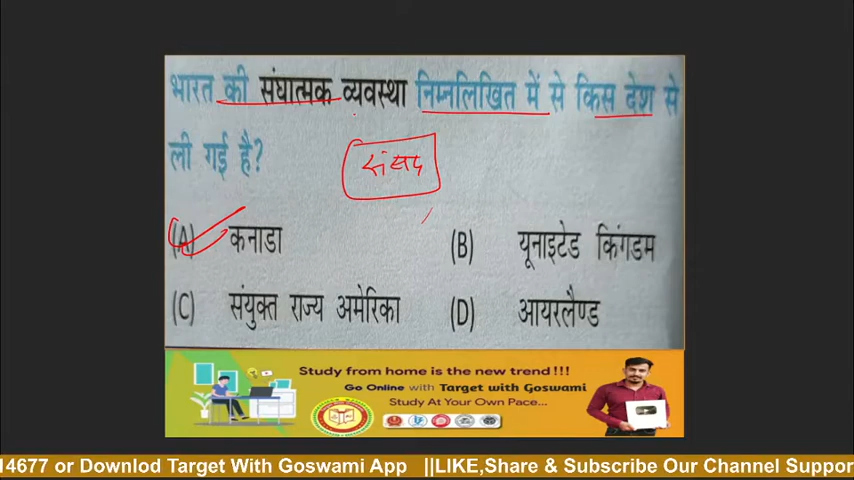 भारत की संघात्मक व्यवस्था निम्नलिखित में से किस देश से
ली गई है?
संसद
(A) कनाडा
(B) यूनाइटेड किंगडम
(C) संयुक्त राज्य अमेरिका
(D) आयरलैण्ड
Study from home is the new trend !!!
Go Online with Target with Goswami
Study At Your Own Pace...
14677 or Downlod Target With Goswami App ||LIKE,Share & Subscribe Our Channel Suppor